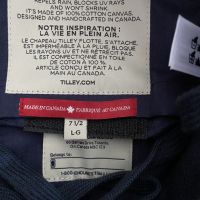 REPELS RAIN, BLOCKS UV RAYS
AND WON'T SHRINK.
IT'S MADE OF 100% COTTON CANVAS.
DESIGNED AND HANDCRAFTED
IN CANADA.
NOTRE INSPIRATION :
LA VIE EN PLEIN AIR.
LE CHAPEAU TILLEY FLOTTE, S'ATTACHE,
EST IMPERMÉABLE À LA PLUIE, BLOQUE
LES RAYONS UV ET NE RÉTRÉCIT PAS.
IL EST CONFECTIONNÉ EN TOILE
DE COTON À 100 %.
ARTICLE CONÇU ET FAIT À LA MAIN
AU CANADA.
TILLEY.COM
MADE IN CANADA FABRIQUÉ AU CANADA
7 1/2
LG
Belongs to: